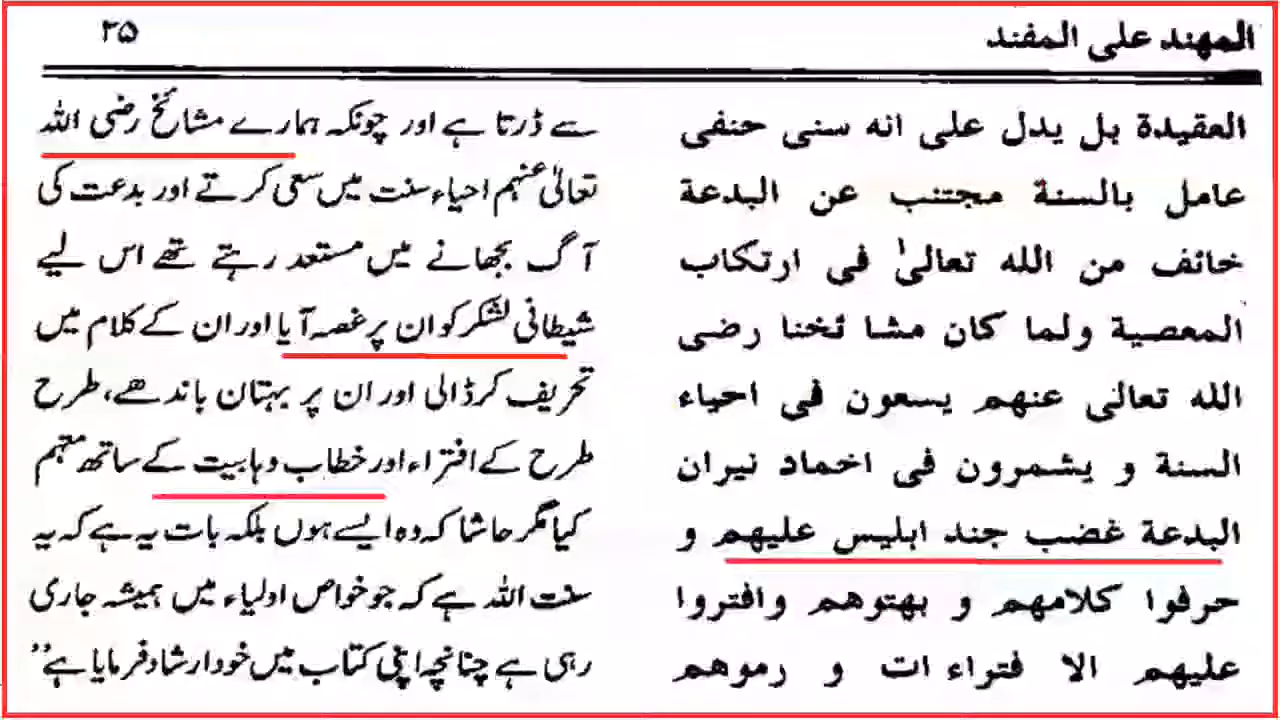 المهند علی المفند
۲۵
العقيدة بل يدل على انه سنى حنفى
عامل بالسنة مجتنب عن البدعة
خائف من الله تعالىٰ فى ارتكاب
المعصية ولما كان مشا ئخنا رضى
الله تعالى عنهم يسعون فى احياء
السنة و يشمرون فى اخماد نيران
البدعة غضب جند ابليس عليهم و
حرفوا كلامهم و بهتوهم وافتروا
عليهم الا فتراء ات و رموهم
سے ڈرتا ہے اور چونکہ ہمارے مشائخ رضی اللہ
تعالیٰ عنہم احیاء سنت میں سعی کرتے اور بدعت کی
آگ بجھانے میں مستعد رہتے تھے اس لیے
شیطانی لشکر کو ان پر غصہ آیا اور ان کے کلام میں
تحریف کر ڈالی اور ان پر بہتان باندھے، طرح
طرح کے افتراء اور خطاب وہابیت کے ساتھ متہم
کیا مگر حاشا کہ وہ ایسے ہوں بلکہ بات یہ ہے کہ یہ
سنت اللہ ہے کہ جو خواص اولیاء میں ہمیشہ جاری
رہی ہے چنانچہ اپنی کتاب میں خود ارشاد فرمایا ہے’’